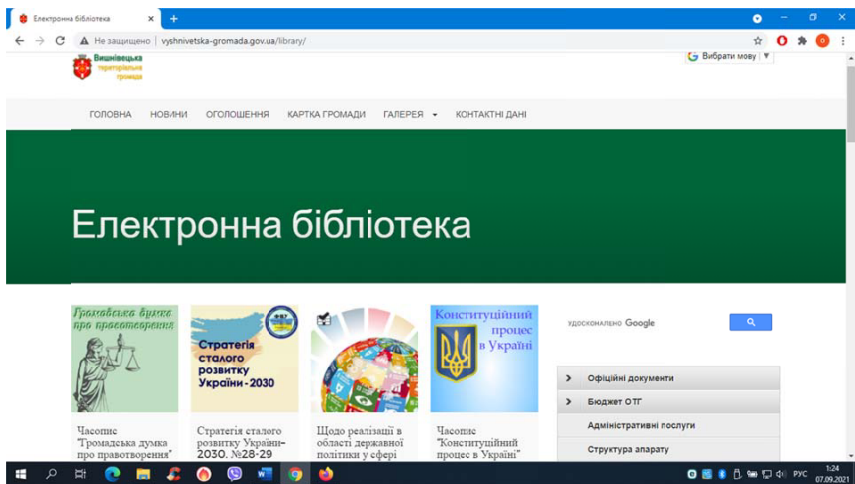 Електронна бібліотека
Не защищено | vyshnivetska-gromada.gov.ua/library/
Вишнівецька
територіальна
громада
Вибрати мову
ГОЛОВНА НОВИНИ ОГОЛОШЕННЯ КАРТКА ГРОМАДИ ГАЛЕРЕЯ КОНТАКТНІ ДАНІ
Електронна бібліотека
Громадська думка
про правотворення
Стратегія
сталого
розвитку
України - 2030
Конституційний
процес
в Україні
Часопис
"Громадська думка
про правотворення"
Стратегія сталого
розвитку України–
2030. №28-29
Щодо реалізації в
області державної
політики у сфері
Часопис
"Конституційний
процес в Україні"
удосконалено Google
Офіційні документи
Бюджет ОТГ
Адміністративні послуги
Структура апарату
РУС
1:24
07.09.2021